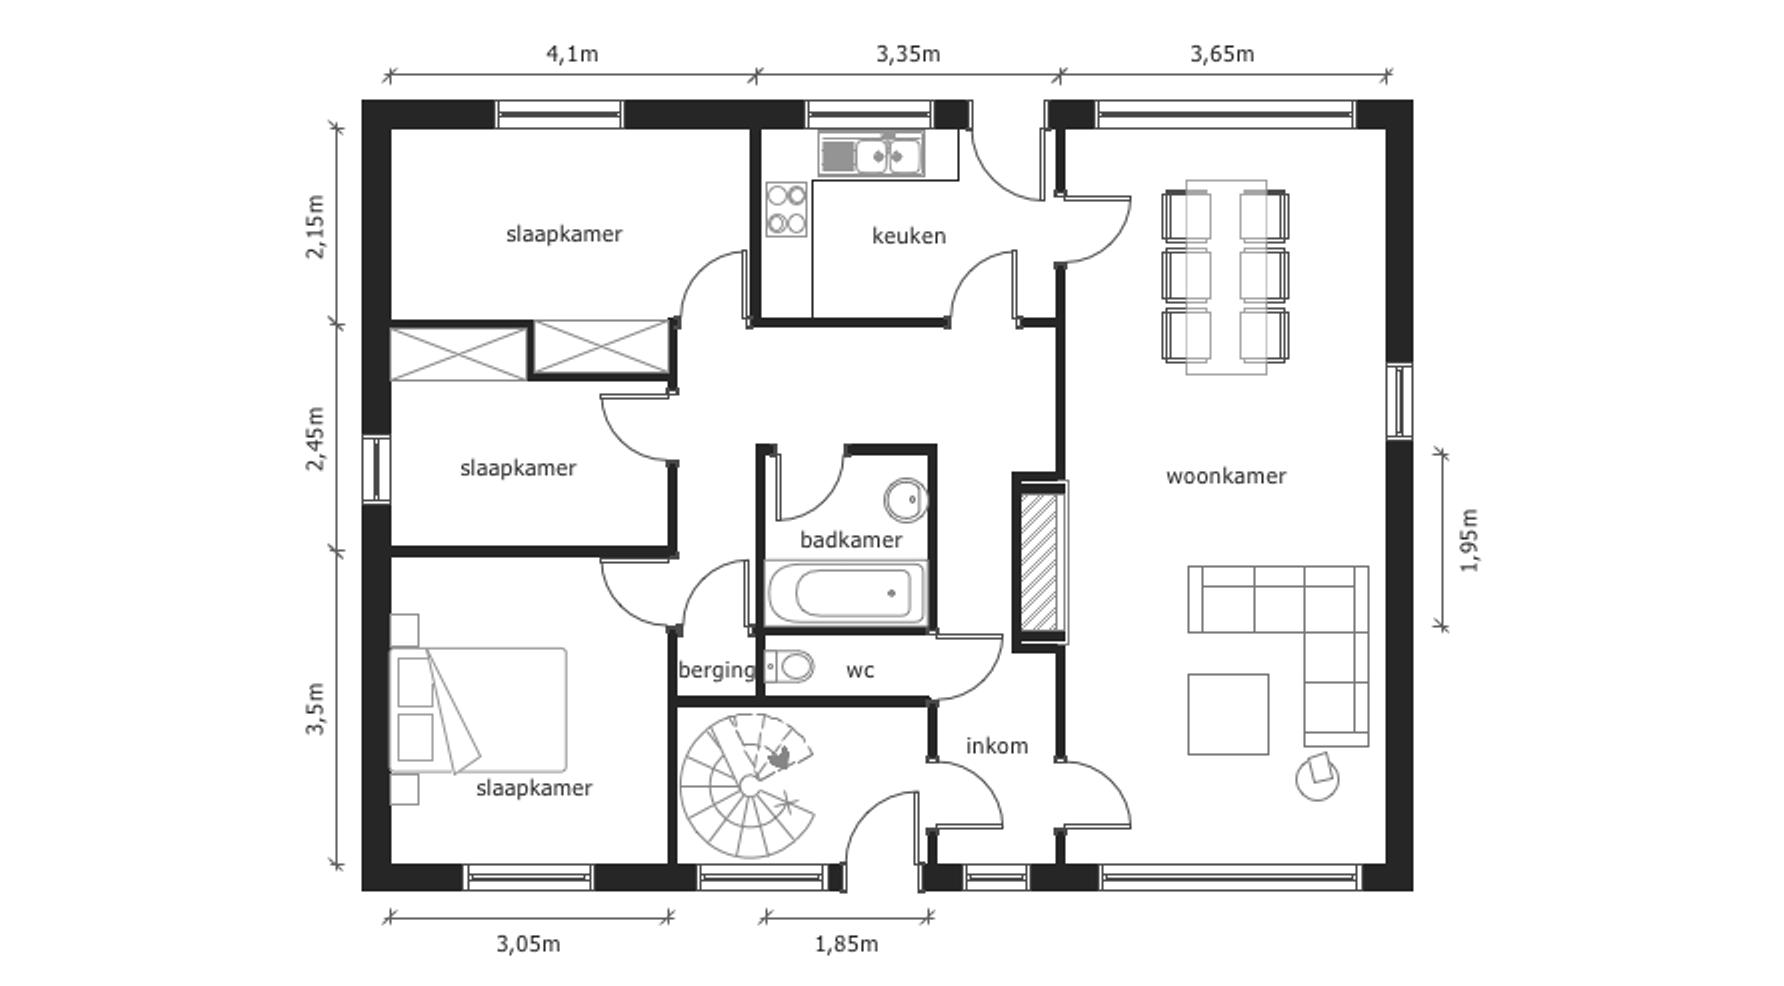 4,1m
3,35m
3,65m
2,15m
slaapkamer
keuken
2,45m
slaapkamer
woonkamer
badkamer
1,95m
berging
wc
3,5m
inkom
slaapkamer
3,05m
1,85m